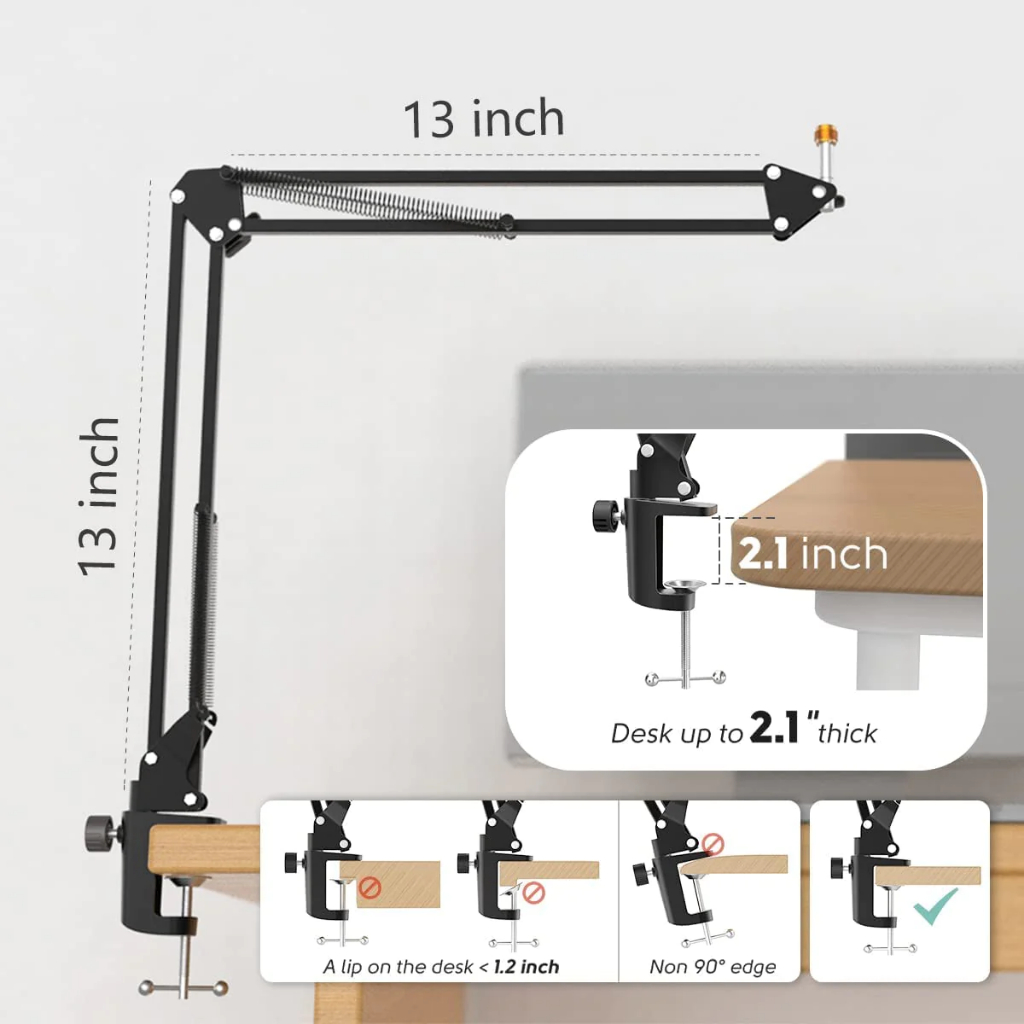 13 inch
13 inch
2.1 inch
Desk up to 2.1" thick
A lip on the desk < 1.2 inch
Non 90° edge